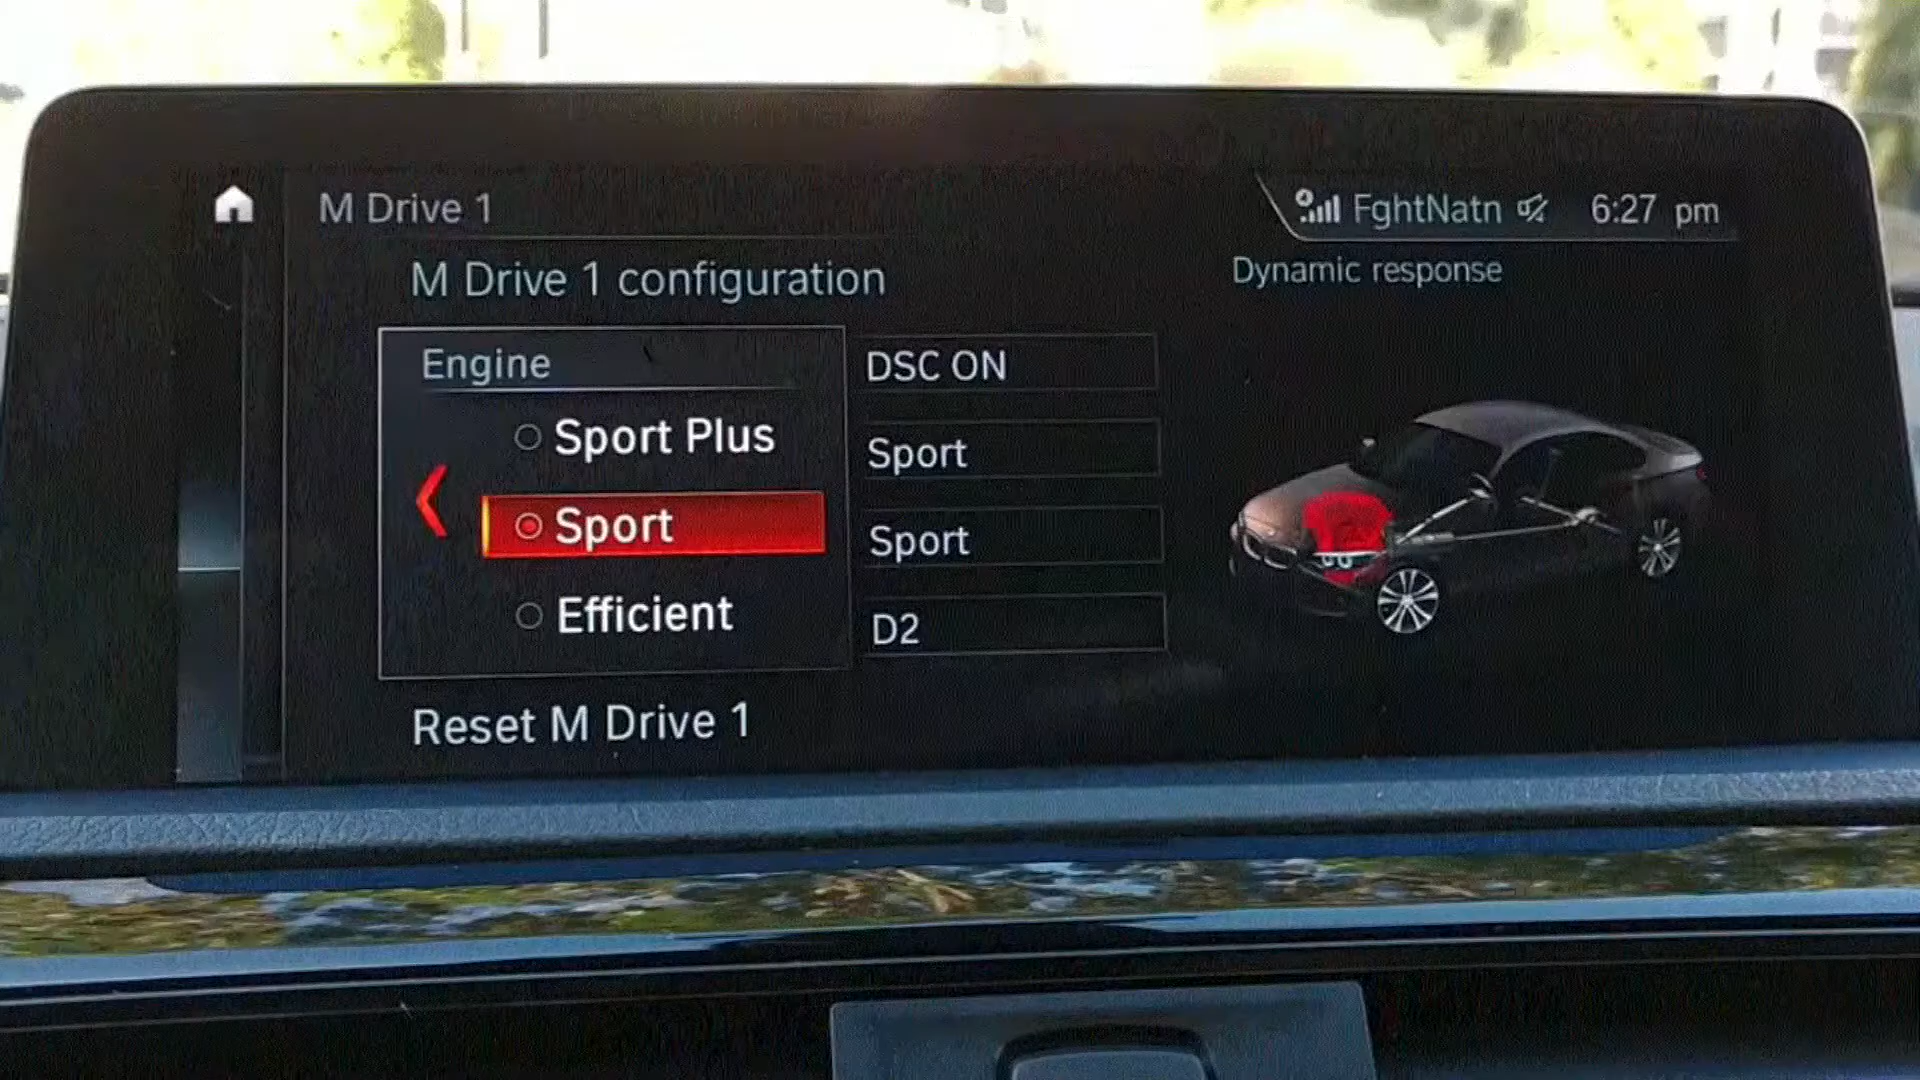 M Drive 1
FghtNatn 6:27 pm
M Drive 1 configuration
Dynamic response
Engine
DSC ON
Sport Plus
Sport
Sport
Sport
Efficient
D2
Reset M Drive 1